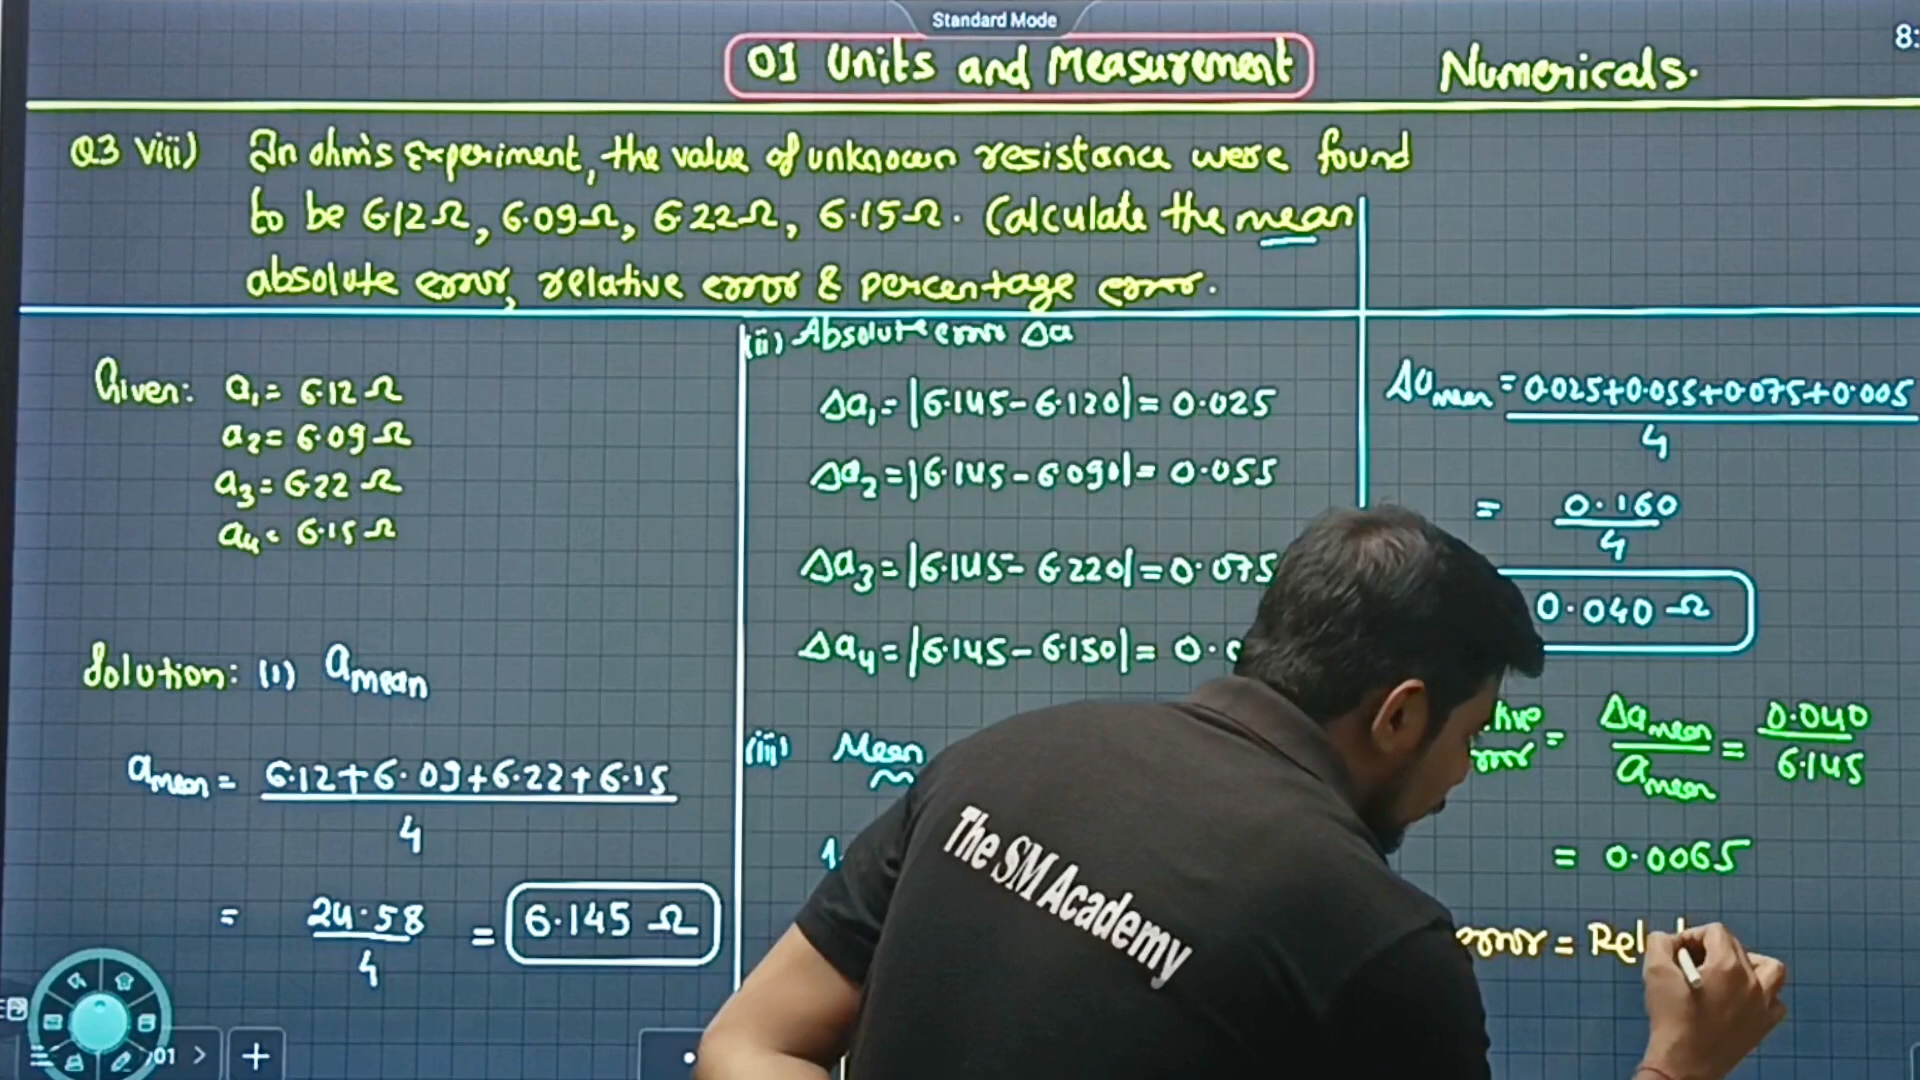 Standard Mode
8:
01 Units and Measurement
Numericals.
Q3 viii) In ohm's experiment, the value of unknown resistance were found
to be 6.12Ω, 6.09Ω, 6.22Ω, 6.15Ω. Calculate the mean
absolute error, relative error & percentage error.
Given: a₁= 6.12 Ω
a₂= 6.09 Ω
a₃= 6.22 Ω
a₄= 6.15 Ω
Solution: (1) amean
amean = 6.12+6.09+6.22+6.15
4
= 24.58
4
= 6.145 Ω
(ii) Absolute error Δa
Δa₁= |6.145-6.120|= 0.025
Δa₂=|6.145-6.090|= 0.055
Δa₃=|6.145-6.220|=0.075
Δa₄=|6.145-6.150|= 0.
(iii) Mean
Δamean = 0.025+0.055+0.075+0.005
4
= 0.160
4
0.040 Ω
= Δamean = 0.040
amean 6.145
= 0.0065
error = Rel
The SM Academy
01 > +